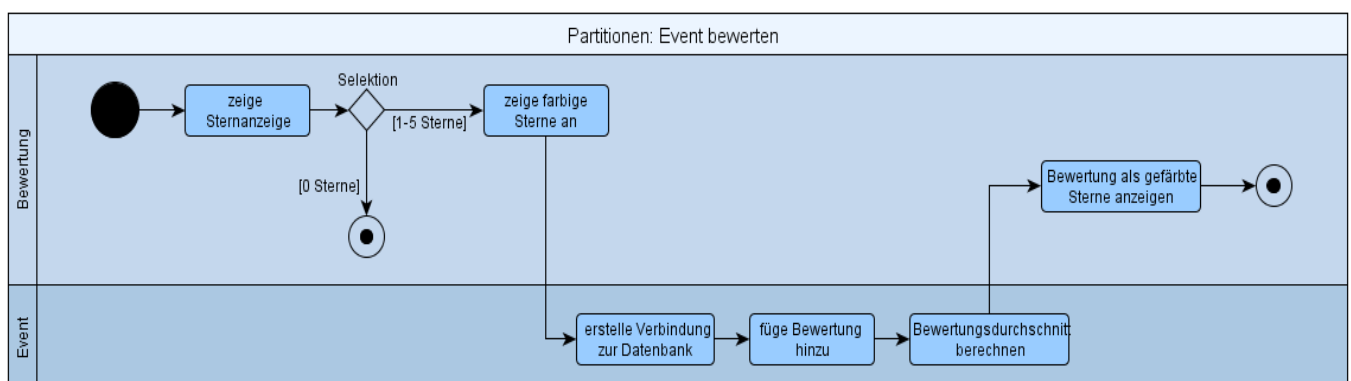 Partitionen: Event bewerten
Bewertung
Selektion
zeige
Sternanzeige
[1-5 Sterne]
zeige farbige
Sterne an
[0 Sterne]
Bewertung als gefärbte
Sterne anzeigen
Event
erstelle Verbindung
zur Datenbank
füge Bewertung
hinzu
Bewertungsdurchschnitt
berechnen